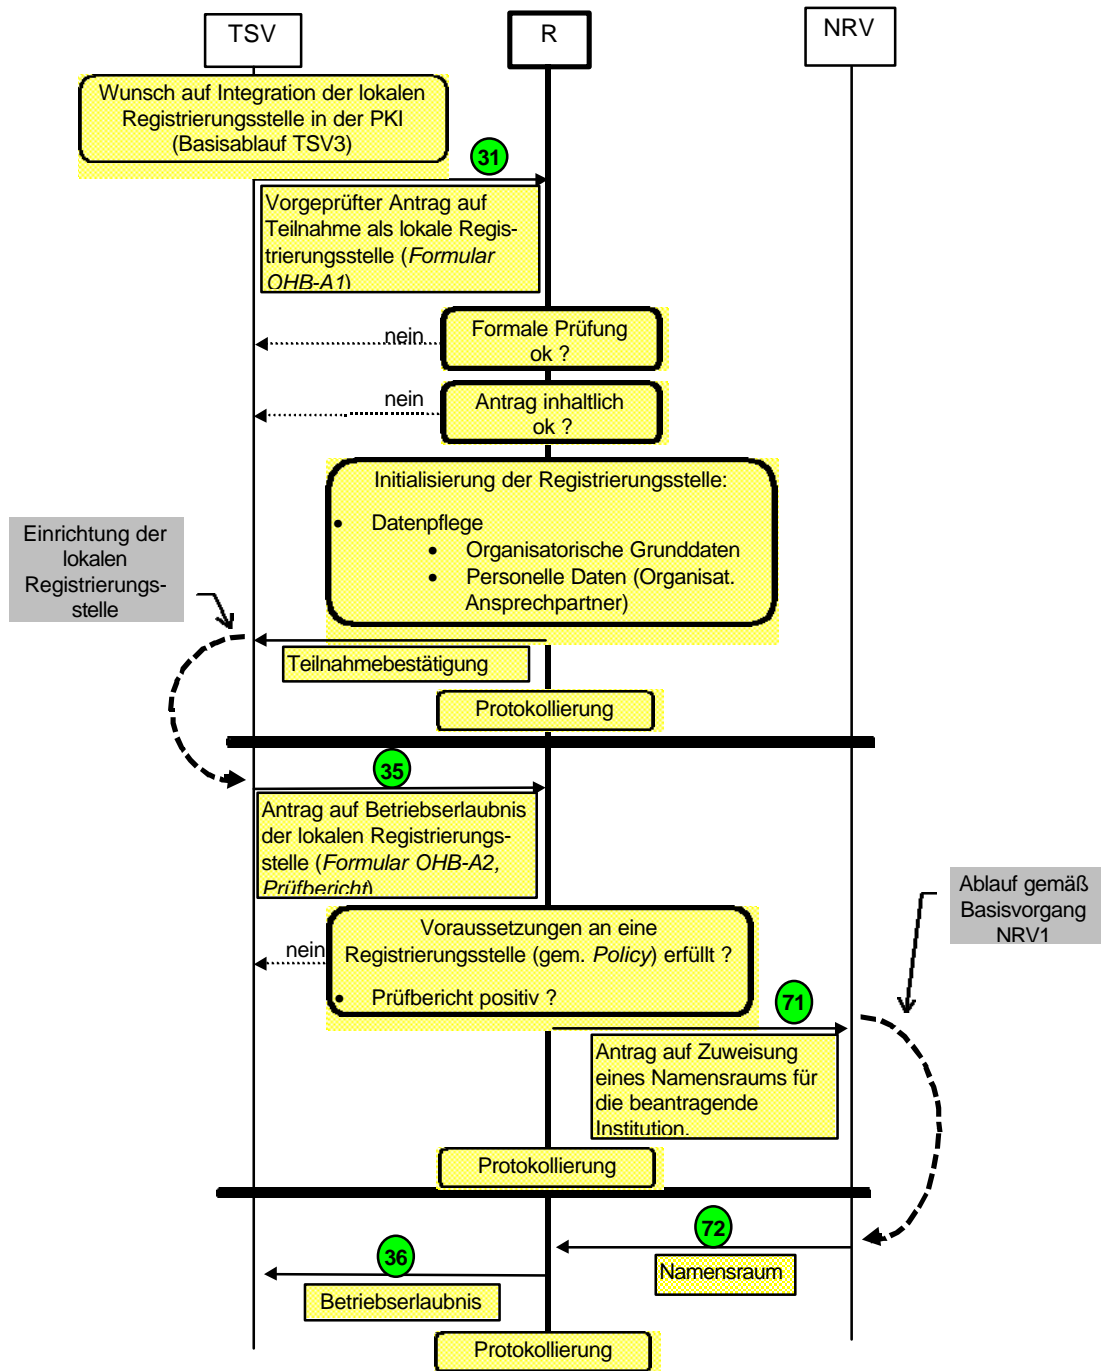 TSV
R
NRV
Wunsch auf Integration der lokalen
Registrierungsstelle in der PKI
(Basisablauf TSV3)
31
Vorgeprüfter Antrag auf
Teilnahme als lokale Regis-
trierungsstelle (Formular
OHB-A1)
nein
Formale Prüfung
ok ?
nein
Antrag inhaltlich
ok ?
Initialisierung der Registrierungsstelle:
• Datenpflege
• Organisatorische Grunddaten
• Personelle Daten (Organisat.
Ansprechpartner)
Einrichtung der
lokalen
Registrierungs-
stelle
Teilnahmebestätigung
Protokollierung
35
Antrag auf Betriebserlaubnis
der lokalen Registrierungs-
stelle (Formular OHB-A2,
Prüfbericht)
Ablauf gemäß
Basisvorgang
NRV1
nein
Voraussetzungen an eine
Registrierungsstelle (gem. Policy) erfüllt ?
• Prüfbericht positiv ?
71
Antrag auf Zuweisung
eines Namensraums für
die beantragende
Institution.
Protokollierung
72
Namensraum
36
Betriebserlaubnis
Protokollierung